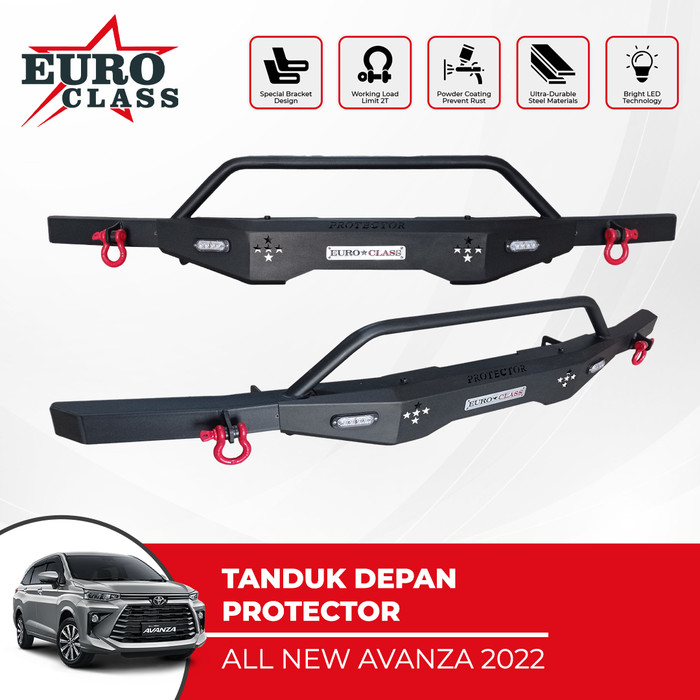 EURO
CLASS
Special Bracket
Design
Working Load
Limit 2T
Powder Coating
Prevent Rust
Ultra-Durable
Steel Materials
Bright LED
Technology
PROTECTOR
EURO★CLASS
PROTECTOR
EURO★CLASS
AVANZA
TANDUK DEPAN
PROTECTOR
ALL NEW AVANZA 2022